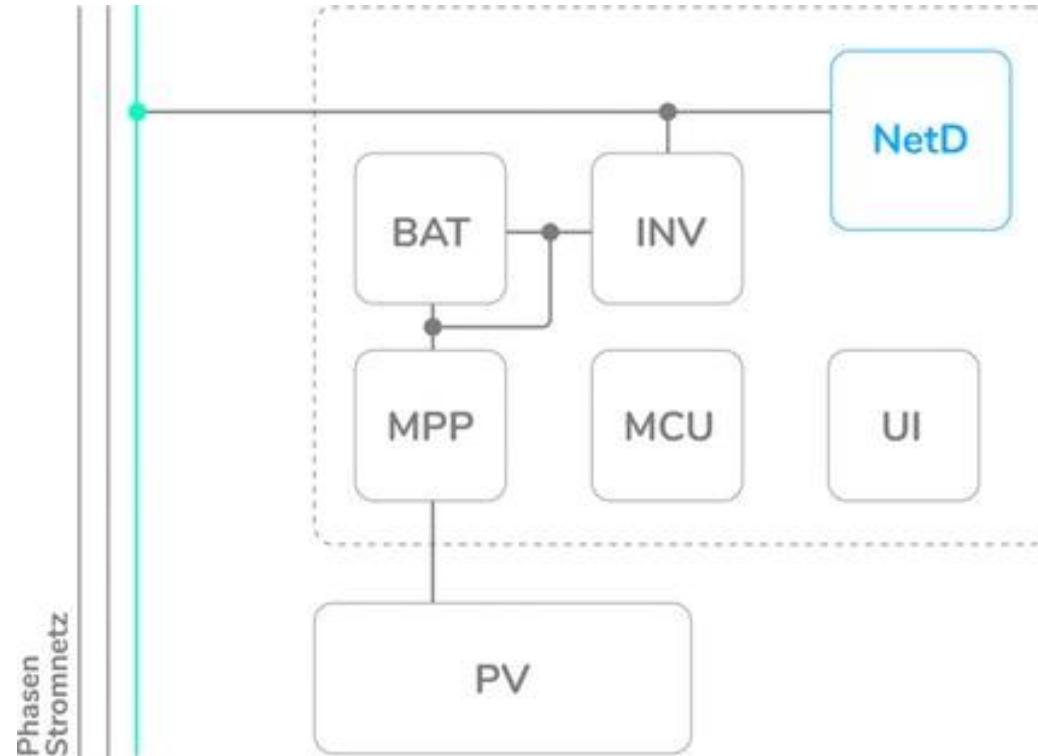 NetD
BAT
INV
MPP
MCU
UI
PV
Phasen
Stromnetz